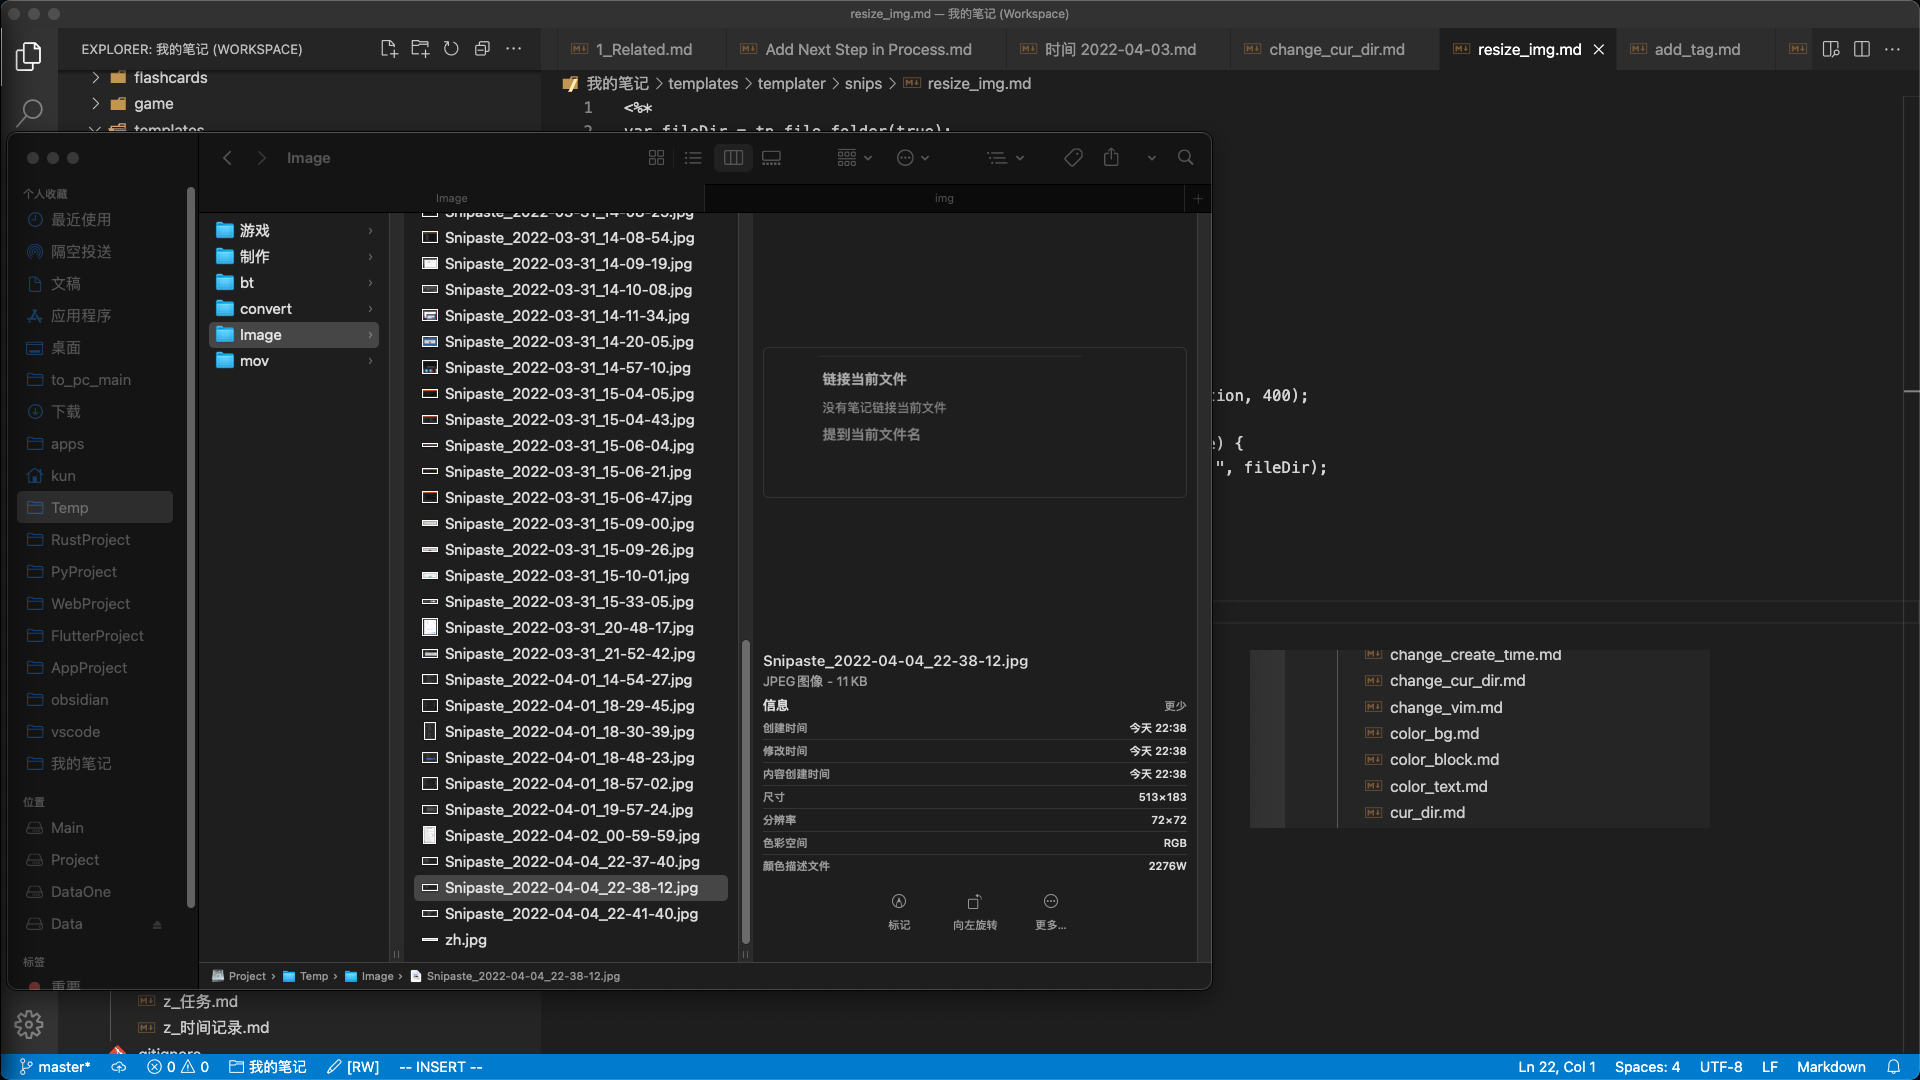 resize_img.md — 我的笔记 (Workspace)
EXPLORER: 我的笔记 (WORKSPACE)
1_Related.md
Add Next Step in Process.md
时间 2022-04-03.md
change_cur_dir.md
resize_img.md
add_tag.md
flashcards
game
templates
我的笔记 > templates > templater > snips > resize_img.md
1 <%*
2 var fileDir = tp.file.folder(true);
tion, 400);
e) {
", fileDir);
Image
Image
img
个人收藏
最近使用
隔空投送
文稿
应用程序
桌面
to_pc_main
下载
apps
kun
Temp
RustProject
PyProject
WebProject
FlutterProject
AppProject
obsidian
vscode
我的笔记
位置
Main
Project
DataOne
Data
标签
重要
游戏
制作
bt
convert
Image
mov
Snipaste_2022-03-31_14-08-54.jpg
Snipaste_2022-03-31_14-09-19.jpg
Snipaste_2022-03-31_14-10-08.jpg
Snipaste_2022-03-31_14-11-34.jpg
Snipaste_2022-03-31_14-20-05.jpg
Snipaste_2022-03-31_14-57-10.jpg
Snipaste_2022-03-31_15-04-05.jpg
Snipaste_2022-03-31_15-04-43.jpg
Snipaste_2022-03-31_15-06-04.jpg
Snipaste_2022-03-31_15-06-21.jpg
Snipaste_2022-03-31_15-06-47.jpg
Snipaste_2022-03-31_15-09-00.jpg
Snipaste_2022-03-31_15-09-26.jpg
Snipaste_2022-03-31_15-10-01.jpg
Snipaste_2022-03-31_15-33-05.jpg
Snipaste_2022-03-31_20-48-17.jpg
Snipaste_2022-03-31_21-52-42.jpg
Snipaste_2022-04-01_14-54-27.jpg
Snipaste_2022-04-01_18-29-45.jpg
Snipaste_2022-04-01_18-30-39.jpg
Snipaste_2022-04-01_18-48-23.jpg
Snipaste_2022-04-01_18-57-02.jpg
Snipaste_2022-04-01_19-57-24.jpg
Snipaste_2022-04-02_00-59-59.jpg
Snipaste_2022-04-04_22-37-40.jpg
Snipaste_2022-04-04_22-38-12.jpg
Snipaste_2022-04-04_22-41-40.jpg
zh.jpg
链接当前文件
没有笔记链接当前文件
提到当前文件名
Snipaste_2022-04-04_22-38-12.jpg
JPEG图像 - 11 KB
信息 更少
创建时间 今天 22:38
修改时间 今天 22:38
内容创建时间 今天 22:38
尺寸 513×183
分辨率 72×72
色彩空间 RGB
颜色描述文件 2276W
标记
向左旋转
更多...
Project > Temp > Image > Snipaste_2022-04-04_22-38-12.jpg
change_create_time.md
change_cur_dir.md
change_vim.md
color_bg.md
color_block.md
color_text.md
cur_dir.md
z_任务.md
z_时间记录.md
.gitignore
master* 0 0 我的笔记 [RW] -- INSERT --
Ln 22, Col 1 Spaces: 4 UTF-8 LF Markdown